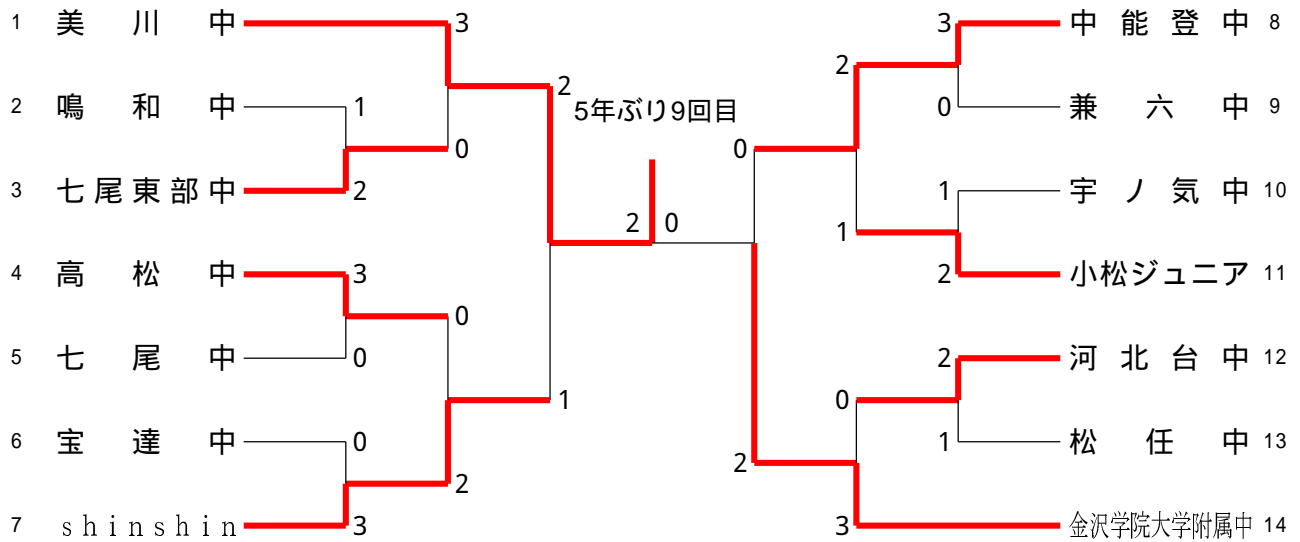 1 美川中 3
2 鳴和中 1
3 七尾東部中 2
0
2
4 高松中 3
5 七尾中 0
0
6 宝達中 0
7 shinshin 3
2
1
5年ぶり9回目
2 0
3 中能登中 8
0 兼六中 9
2
1 宇ノ気中 10
2 小松ジュニア 11
1
0
2 河北台中 12
1 松任中 13
0
3 金沢学院大学附属中 14
2